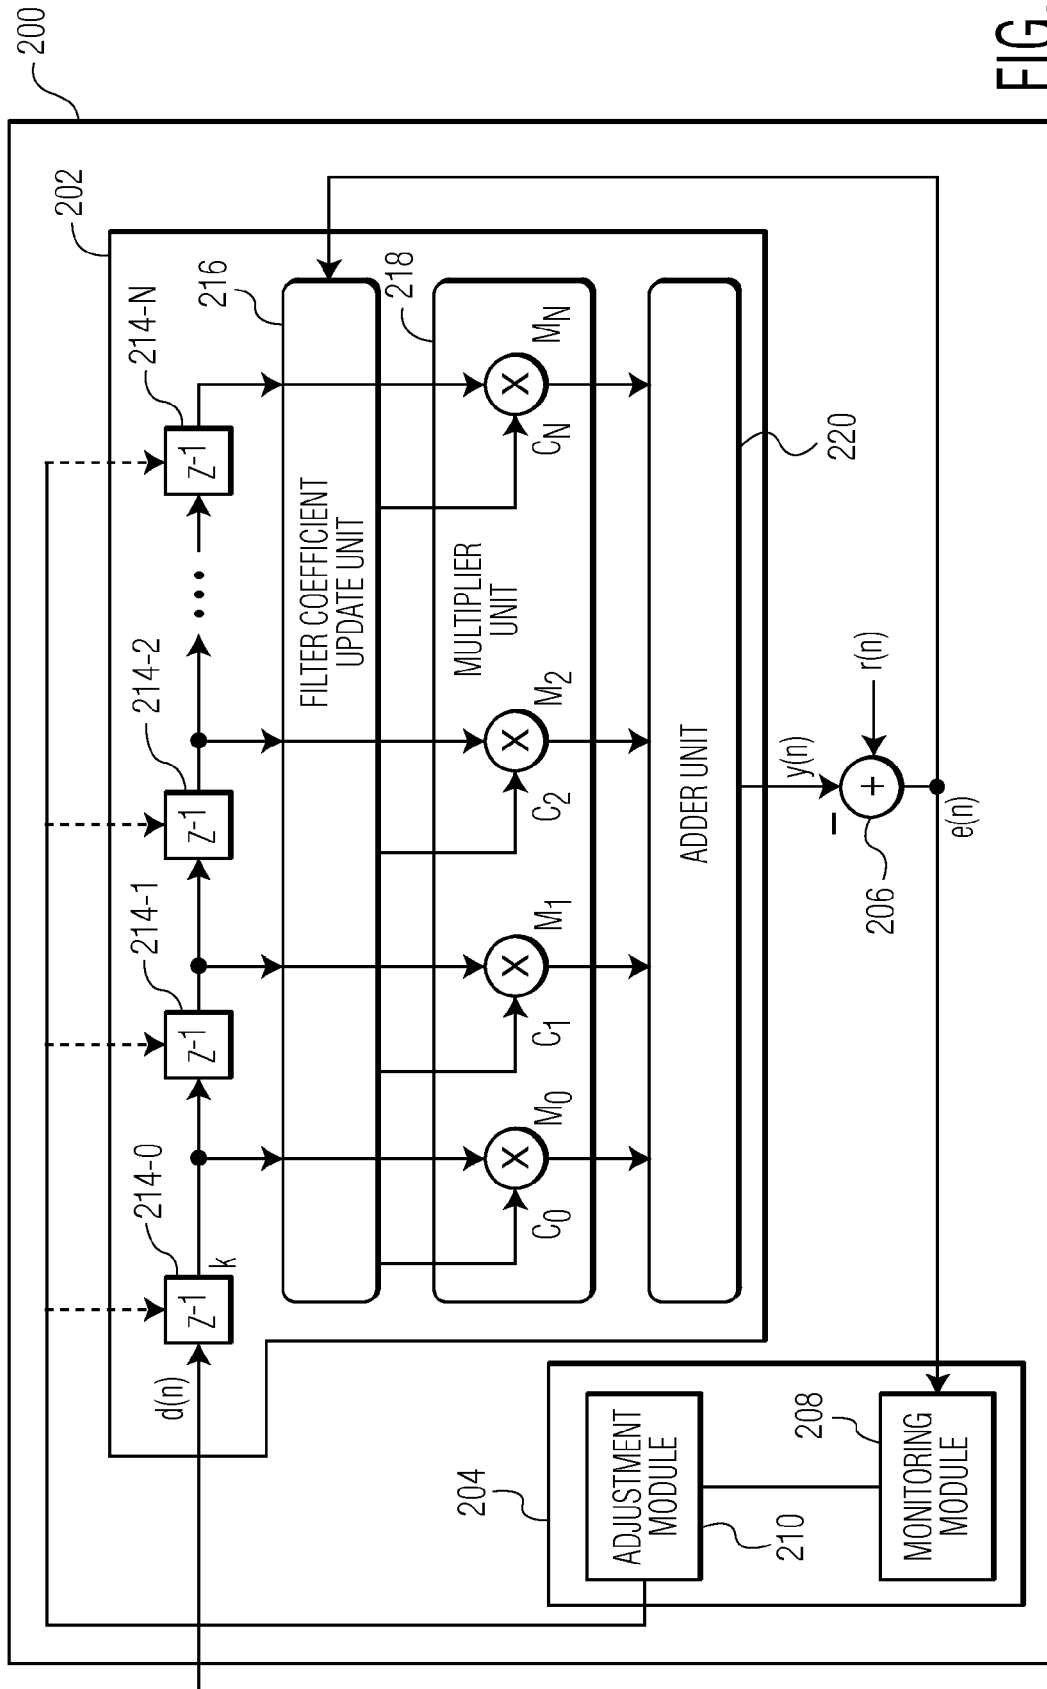 200
202
214-0
214-1
214-2
214-N
216
d(n)
z-1
k
z-1
z-1
z-1
FILTER COEFFICIENT
UPDATE UNIT
218
MULTIPLIER
UNIT
C0
M0
C1
M1
C2
M2
CN
MN
ADDER UNIT
220
204
ADJUSTMENT
MODULE
210
208
MONITORING
MODULE
y(n)
−
+
206
r(n)
e(n)
X
X
X
X
FIG.